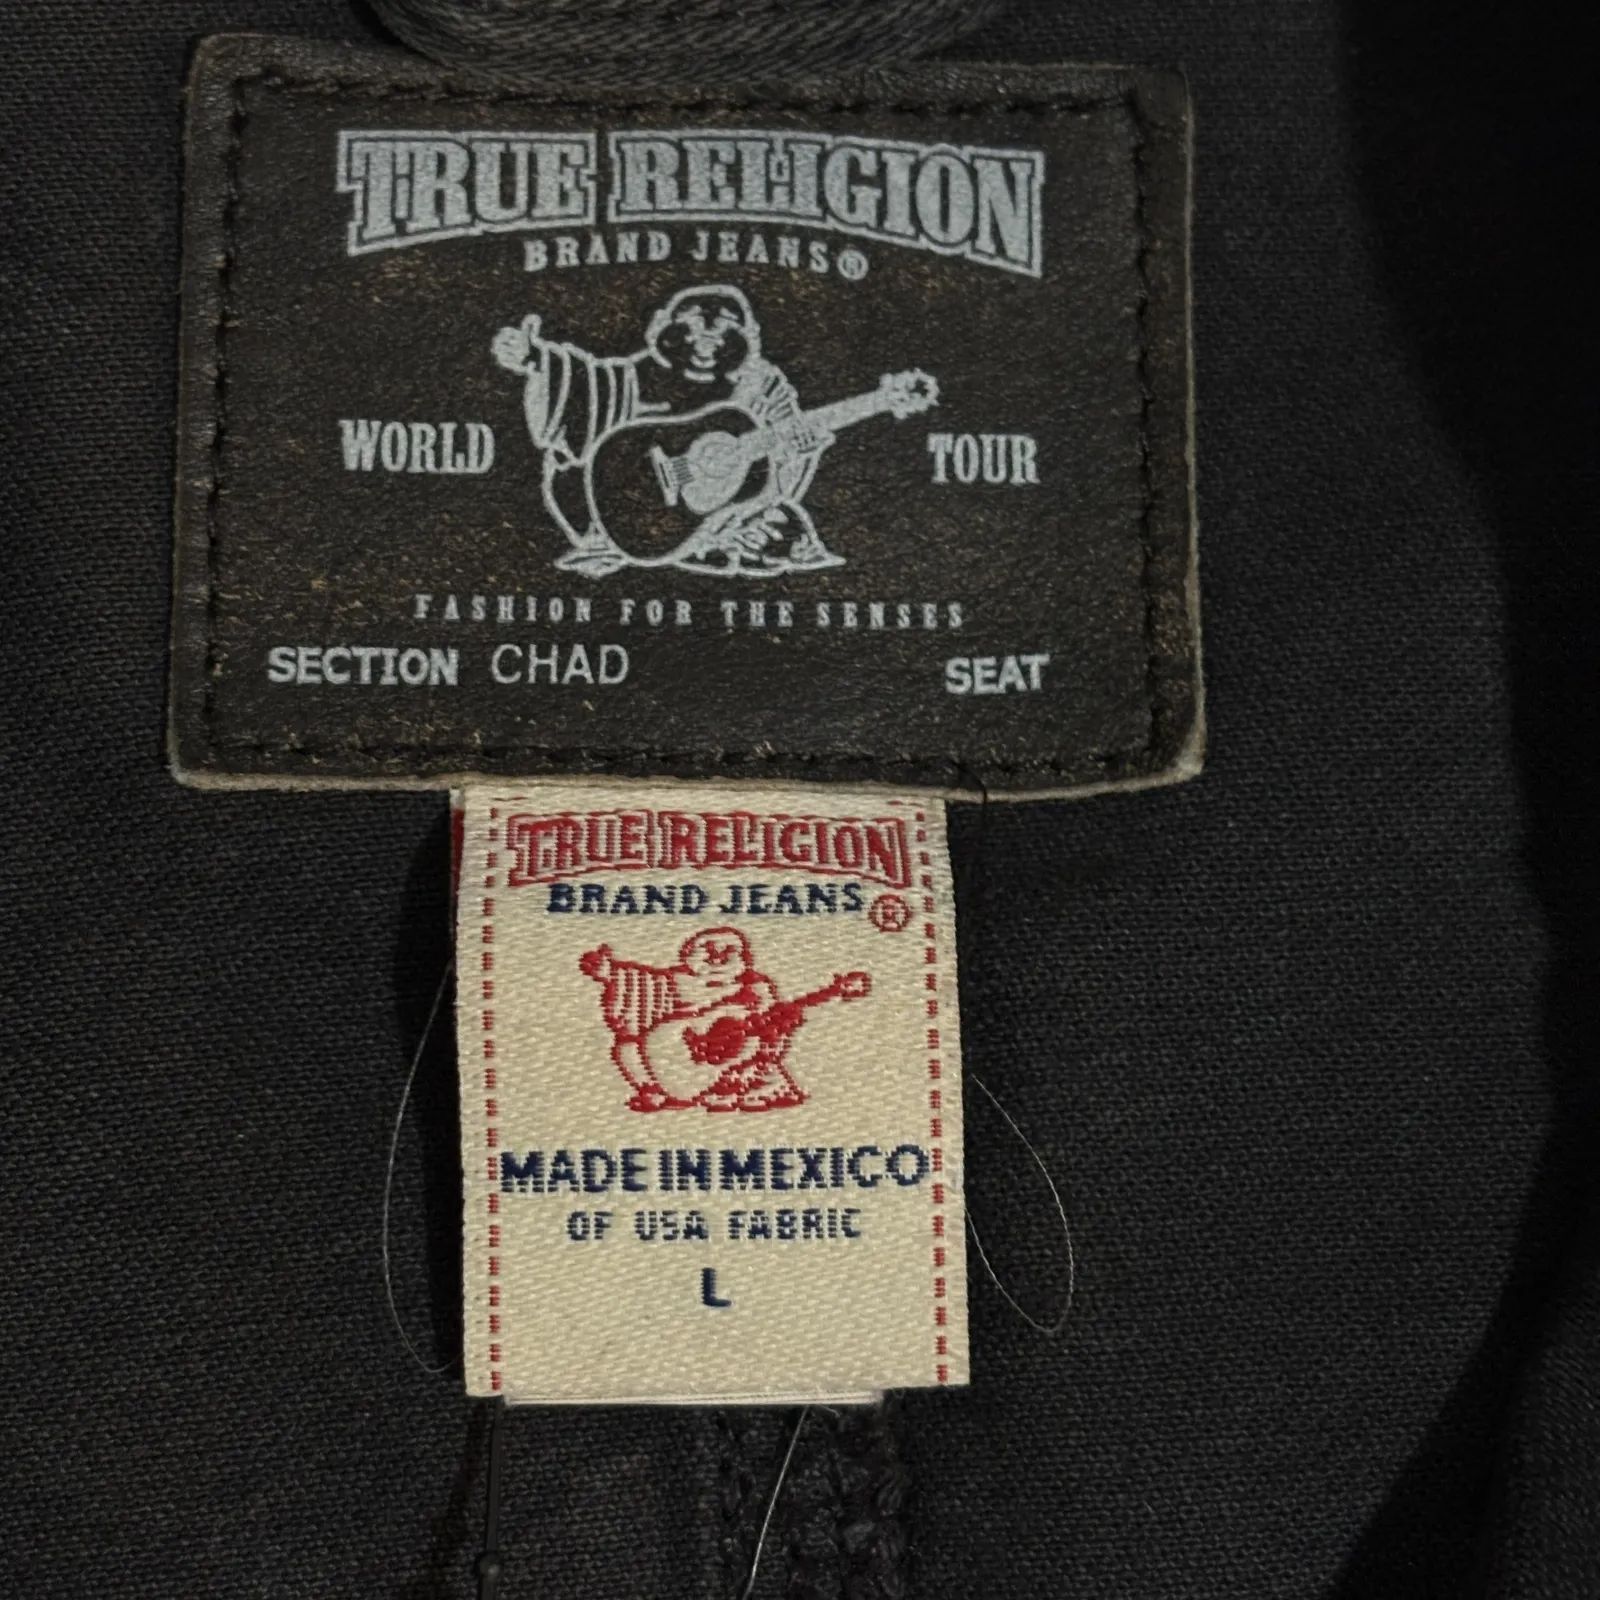 TRUE RELIGION
BRAND JEANS®
WORLD TOUR
FASHION FOR THE SENSES
SECTION CHAD SEAT
TRUE RELIGION
BRAND JEANS®
MADE IN MEXICO
OF USA FABRIC
L